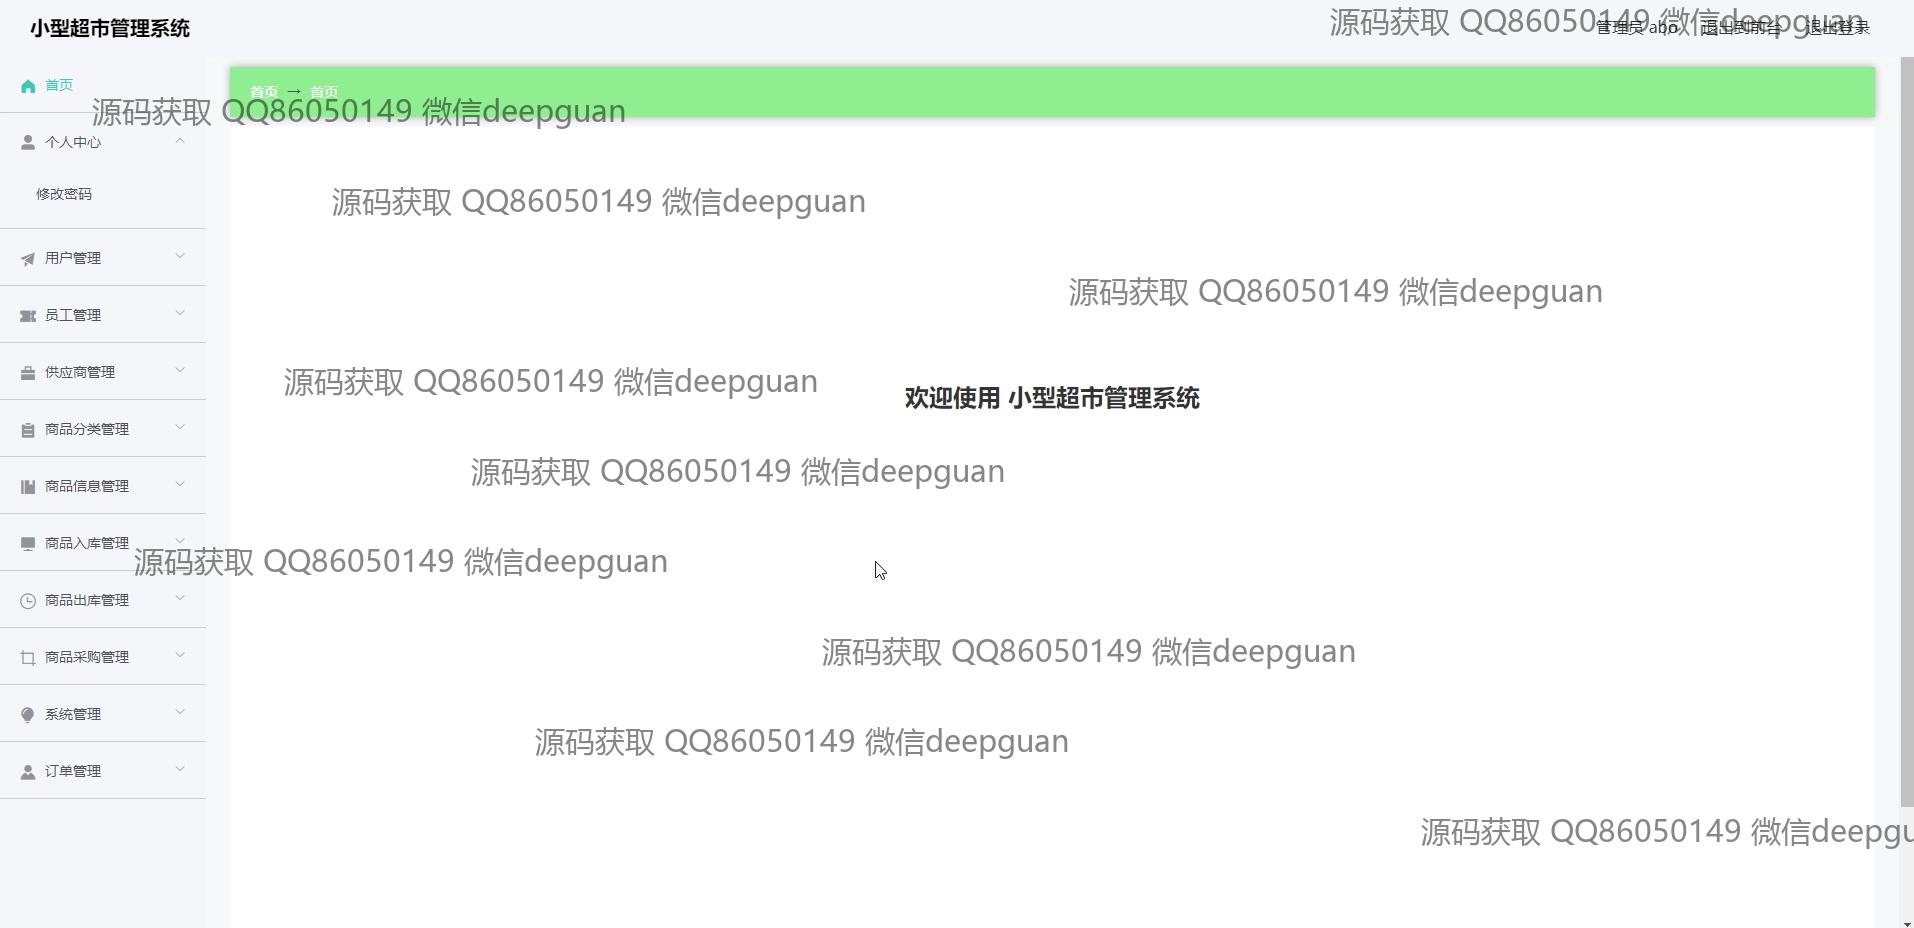 小型超市管理系统
源码获取 QQ86050149 微信deepguan
管理员 abo 退出到前台 退出登录
首页
首页 → 首页
源码获取 QQ86050149 微信deepguan
个人中心
修改密码
源码获取 QQ86050149 微信deepguan
用户管理
源码获取 QQ86050149 微信deepguan
员工管理
供应商管理
源码获取 QQ86050149 微信deepguan
欢迎使用 小型超市管理系统
商品分类管理
源码获取 QQ86050149 微信deepguan
商品信息管理
商品入库管理
源码获取 QQ86050149 微信deepguan
商品出库管理
商品采购管理
源码获取 QQ86050149 微信deepguan
系统管理
源码获取 QQ86050149 微信deepguan
订单管理
源码获取 QQ86050149 微信deepgu